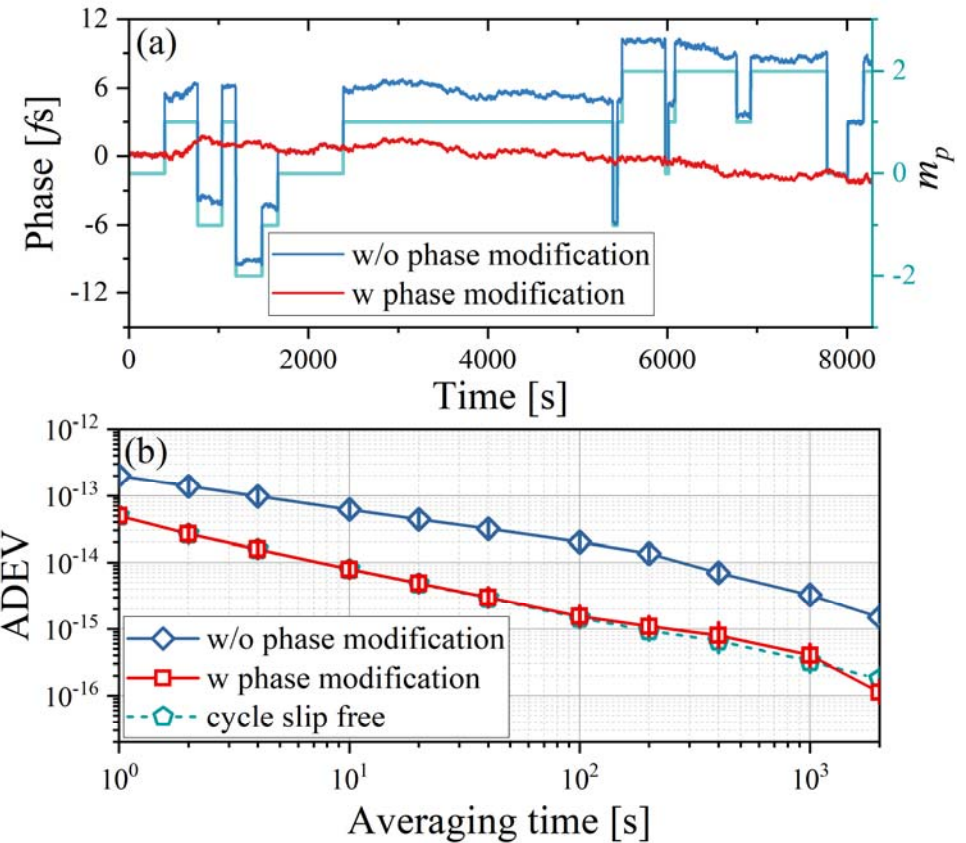 (a)
12
6
0
-6
-12
Phase [fs]
2
1
0
-1
-2
m_p
w/o phase modification
w phase modification
0
2000
4000
6000
8000
Time [s]
(b)
10^-12
10^-13
10^-14
10^-15
10^-16
ADEV
w/o phase modification
w phase modification
cycle slip free
10^0
10^1
10^2
10^3
Averaging time [s]